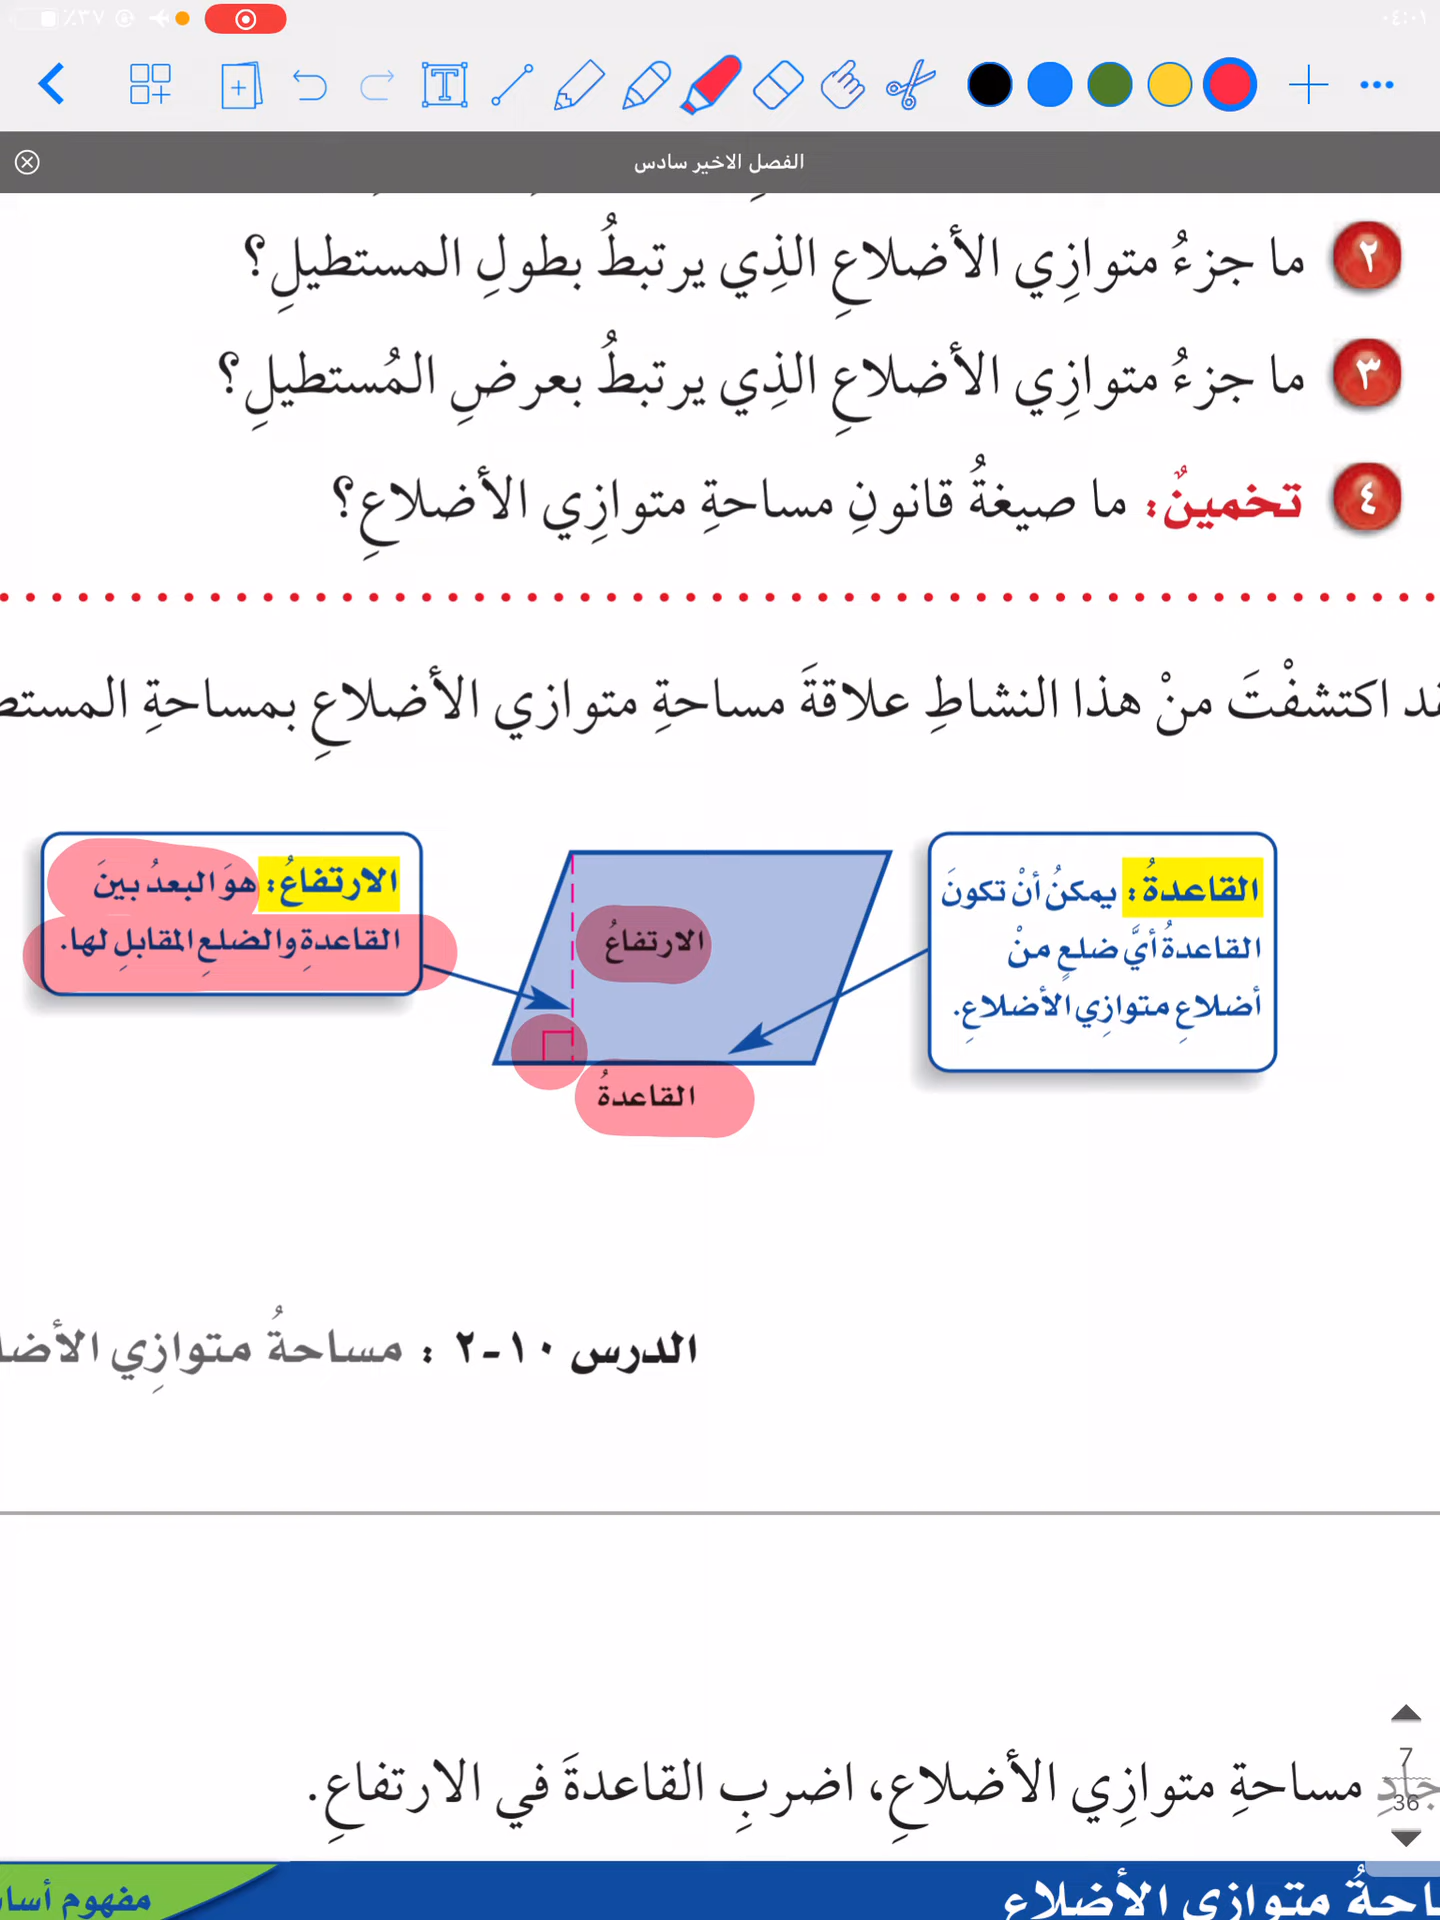 ٣٧٪
٠٤:٠١
الفصل الاخير سادس
٢ ما جزءُ متوازِي الأضلاعِ الذِي يرتبطُ بطولِ المستطيلِ؟
٣ ما جزءُ متوازِي الأضلاعِ الذِي يرتبطُ بعرضِ المُستطيلِ؟
٤ تخمينٌ: ما صيغةُ قانونِ مساحةِ متوازِي الأضلاعِ؟
اكتشفْتَ منْ هذا النشاطِ علاقةَ مساحةِ متوازي الأضلاعِ بمساحةِ
القاعدةُ: يمكنُ أنْ تكونَ
القاعدةُ أيَّ ضلعٍ منْ
أضلاعِ متوازِي الأضلاعِ.
الارتفاعُ
القاعدةُ
الارتفاعُ: هوَ البعدُ بينَ
القاعدةِ والضلعِ المقابلِ لها.
الدرس ١٠-٢ : مساحةُ متوازِي
مساحةِ متوازِي الأضلاعِ، اضربِ القاعدةَ في الارتفاعِ.
7
36
متوازي الأضلاع
مفهوم